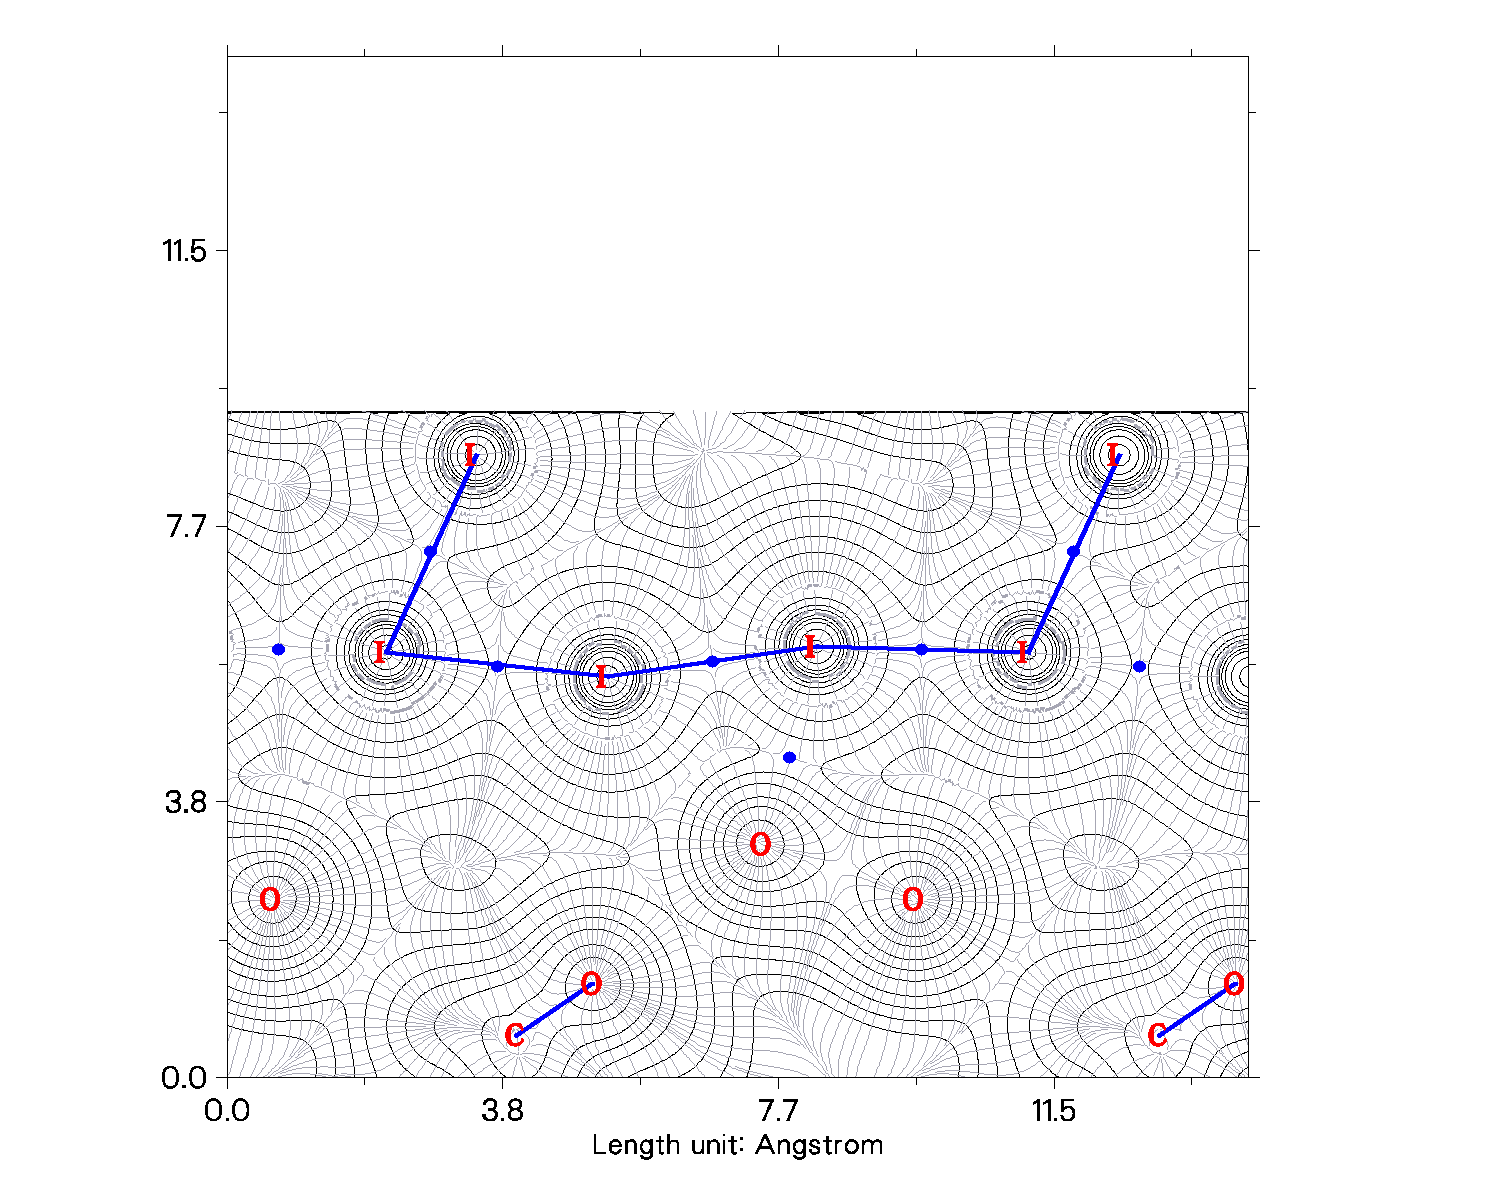 11.5
I I
7.7
I I I I
3.8
O
O O
O O
C C
0.0
0.0 3.8 7.7 11.5
Length unit: Angstrom